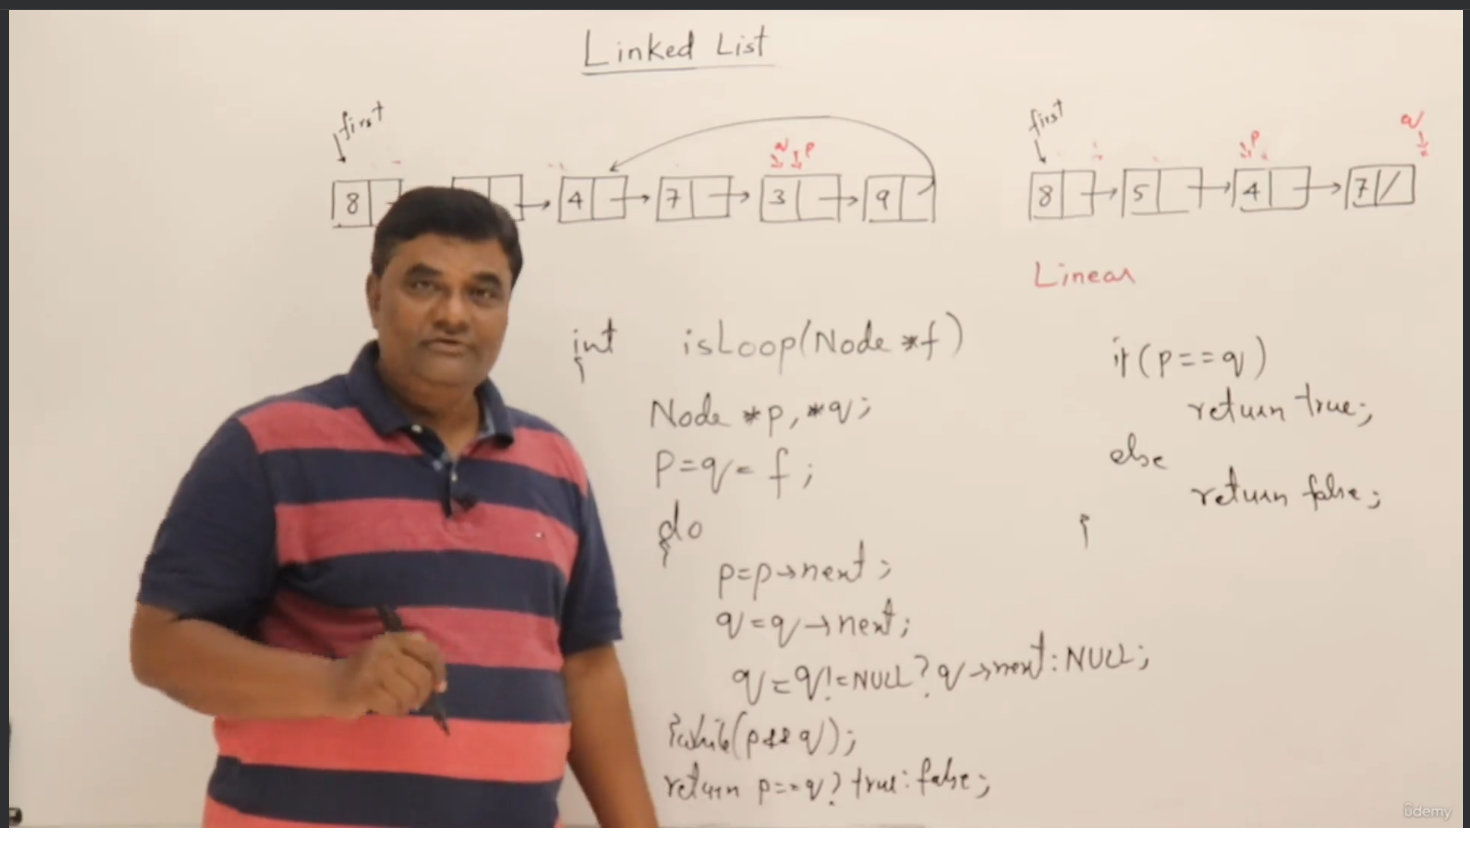 Linked List
first
first
q p
p
q
8 4 7 3 9
8 5 4 7 /
Linear
int isLoop(Node *f)
{
Node *p, *q;
p=q=f;
do
{
p=p→next;
q=q→next;
q=q!=NULL?q→next:NULL;
}while(p&&q);
return p==q?true:false;
if(p==q)
return true;
else
return false;
}
ûdemy